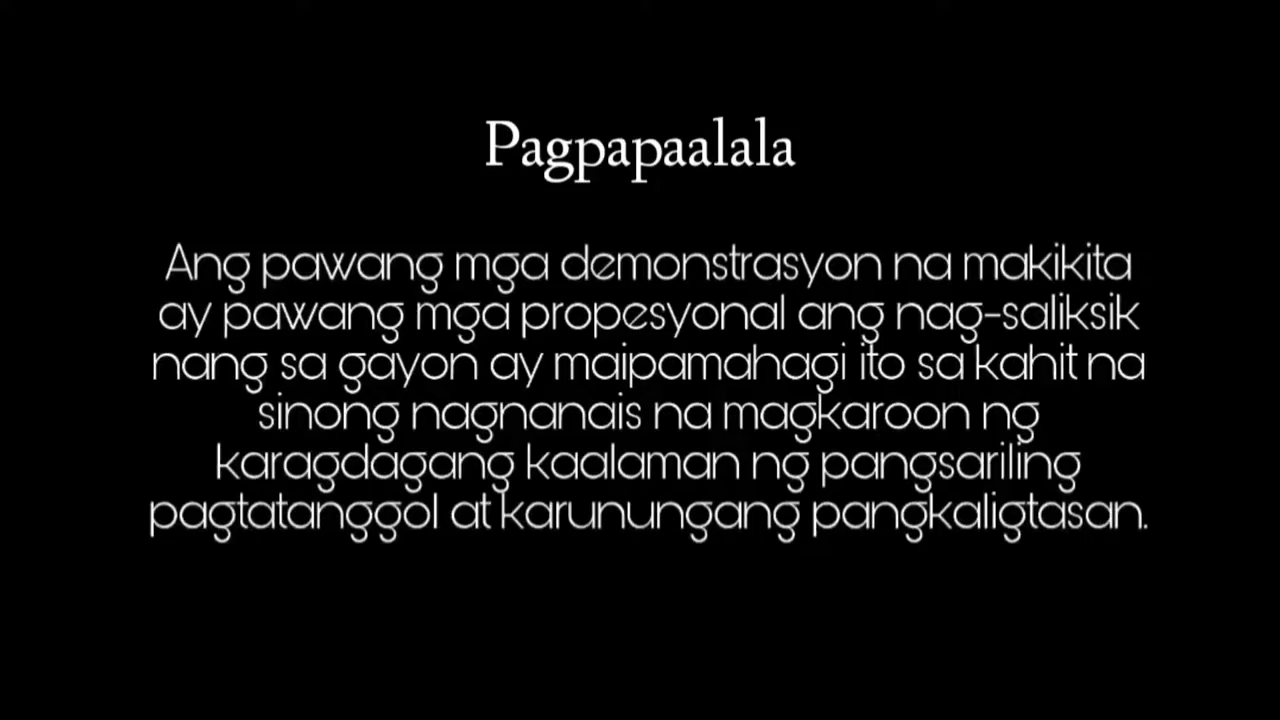 Pagpapaalala
Ang pawang mga demonstrasyon na makikita
ay pawang mga propesyonal ang nag-saliksik
nang sa gayon ay maipamahagi ito sa kahit na
sinong nagnanais na magkaroon ng
karagdagang kaalaman ng pangsariling
pagtatanggol at karunungang pangkaligtasan.